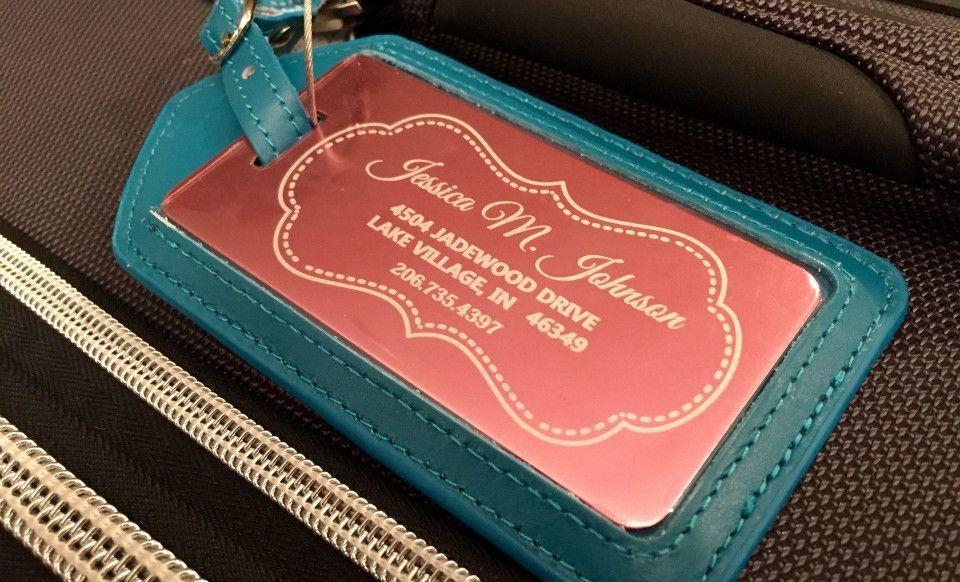 Jessica M. Johnson
4504 JADEWOOD DRIVE
LAKE VILLAGE, IN 46349
206.735.4397